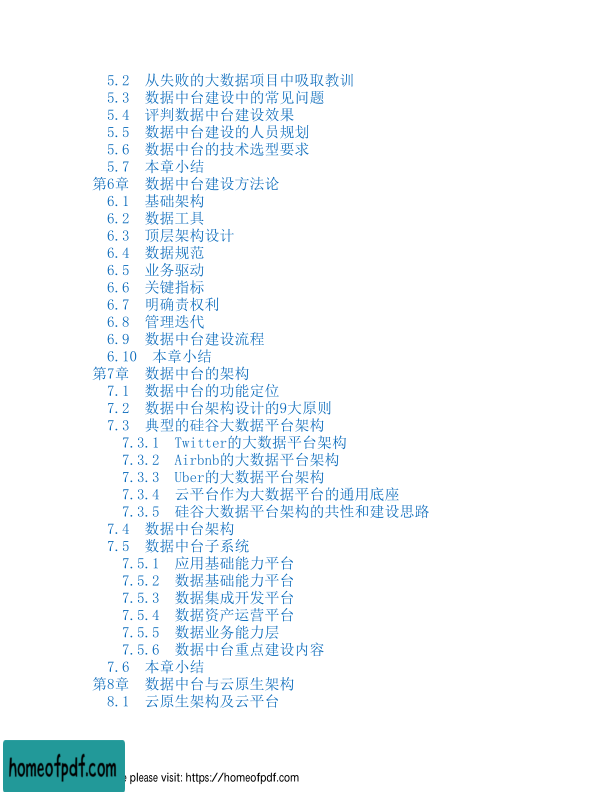 5.2 从失败的大数据项目中吸取教训
5.3 数据中台建设中的常见问题
5.4 评判数据中台建设效果
5.5 数据中台建设的人员规划
5.6 数据中台的技术选型要求
5.7 本章小结
第6章 数据中台建设方法论
6.1 基础架构
6.2 数据工具
6.3 顶层架构设计
6.4 数据规范
6.5 业务驱动
6.6 关键指标
6.7 明确责权利
6.8 管理迭代
6.9 数据中台建设流程
6.10 本章小结
第7章 数据中台的架构
7.1 数据中台的功能定位
7.2 数据中台架构设计的9大原则
7.3 典型的硅谷大数据平台架构
7.3.1 Twitter的大数据平台架构
7.3.2 Airbnb的大数据平台架构
7.3.3 Uber的大数据平台架构
7.3.4 云平台作为大数据平台的通用底座
7.3.5 硅谷大数据平台架构的共性和建设思路
7.4 数据中台架构
7.5 数据中台子系统
7.5.1 应用基础能力平台
7.5.2 数据基础能力平台
7.5.3 数据集成开发平台
7.5.4 数据资产运营平台
7.5.5 数据业务能力层
7.5.6 数据中台重点建设内容
7.6 本章小结
第8章 数据中台与云原生架构
8.1 云原生架构及云平台
homeofpdf.com
please visit: https://homeofpdf.com